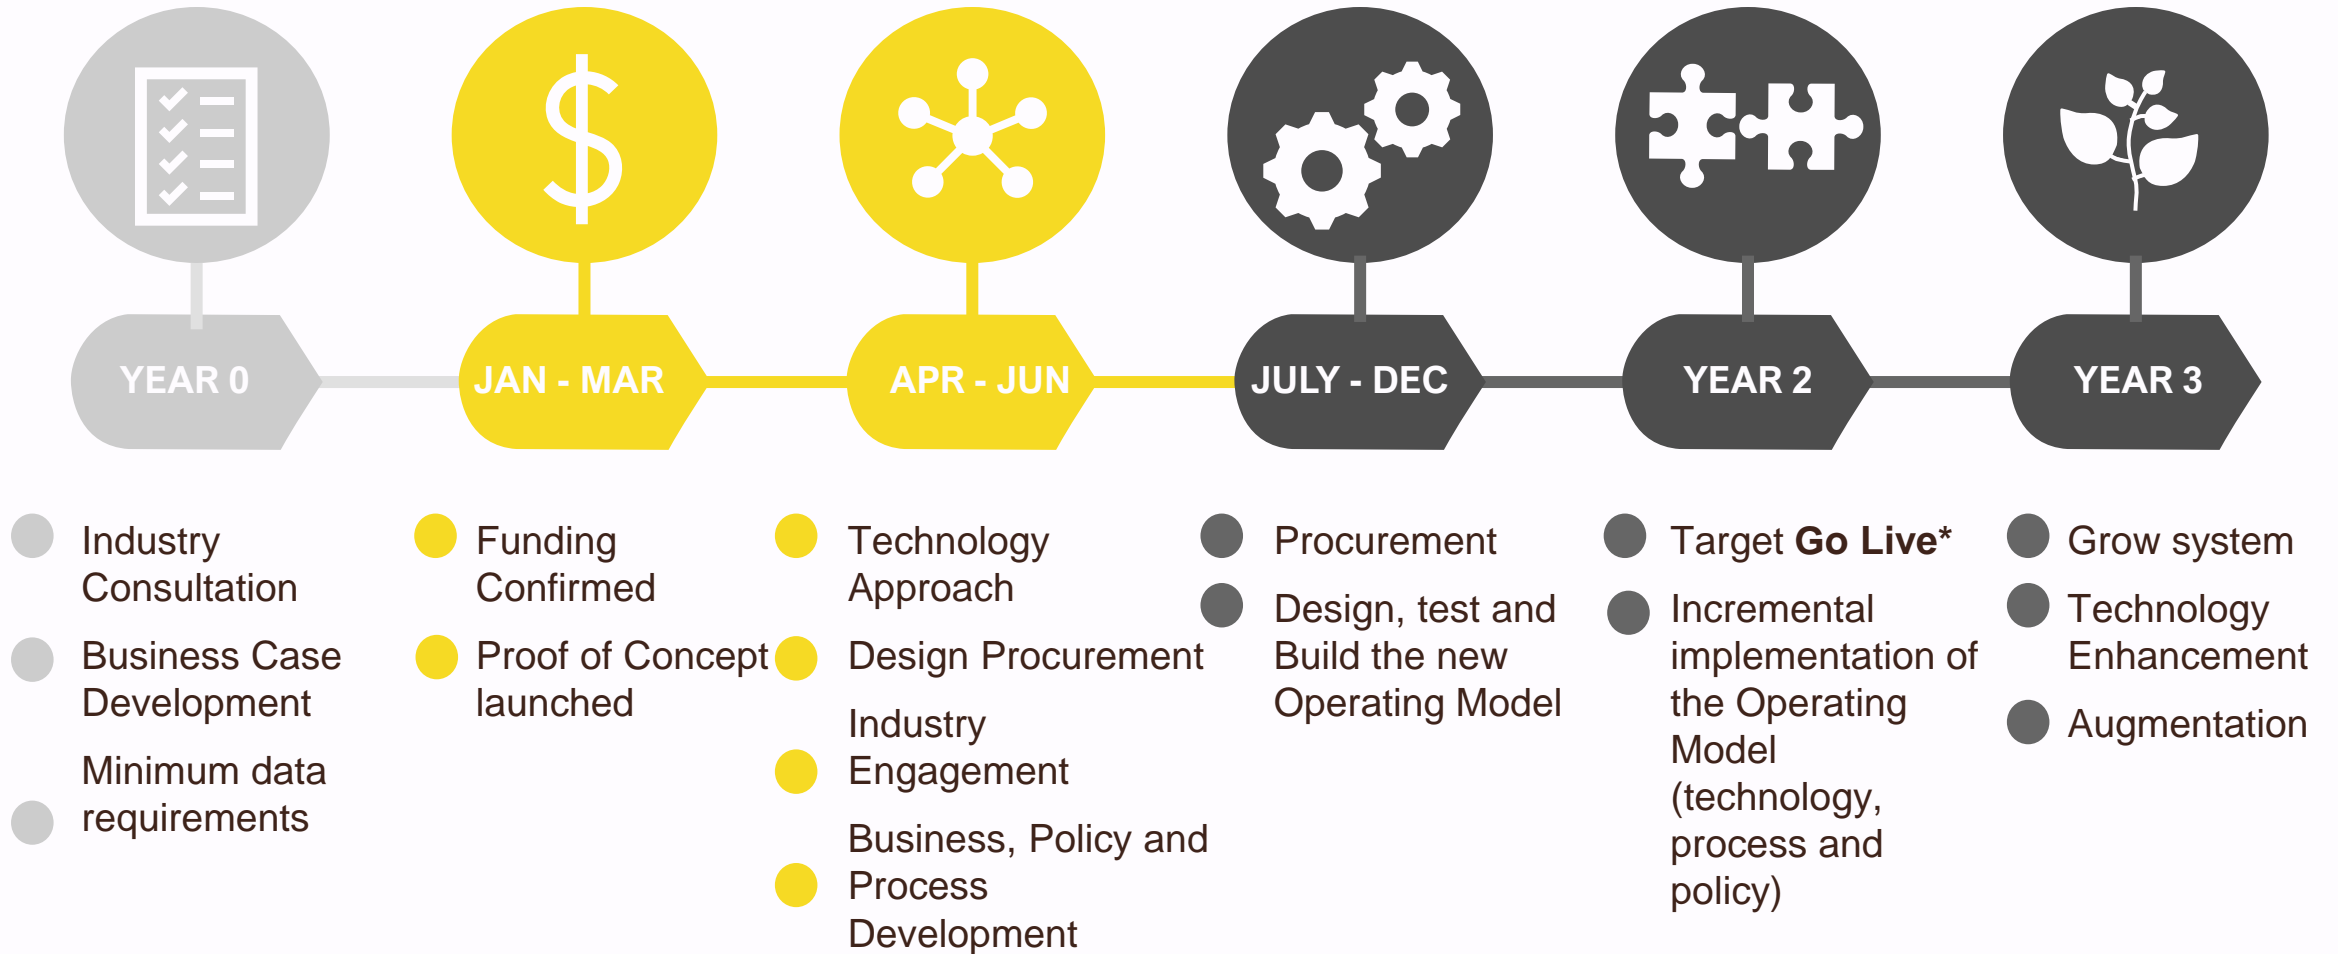 YEAR 0
JAN - MAR
APR - JUN
JULY - DEC
YEAR 2
YEAR 3
Industry
Consultation
Business Case
Development
Minimum data
requirements
Funding
Confirmed
Proof of Concept
launched
Technology
Approach
Design Procurement
Industry
Engagement
Business, Policy and
Process
Development
Procurement
Design, test and
Build the new
Operating Model
Target Go Live*
Incremental
implementation of
the Operating
Model
(technology,
process and
policy)
Grow system
Technology
Enhancement
Augmentation